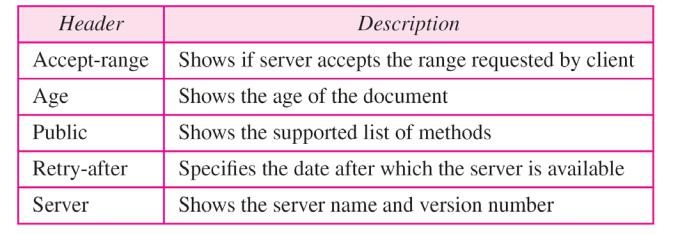 Header Description
Accept-range Shows if server accepts the range requested by client
Age Shows the age of the document
Public Shows the supported list of methods
Retry-after Specifies the date after which the server is available
Server Shows the server name and version number